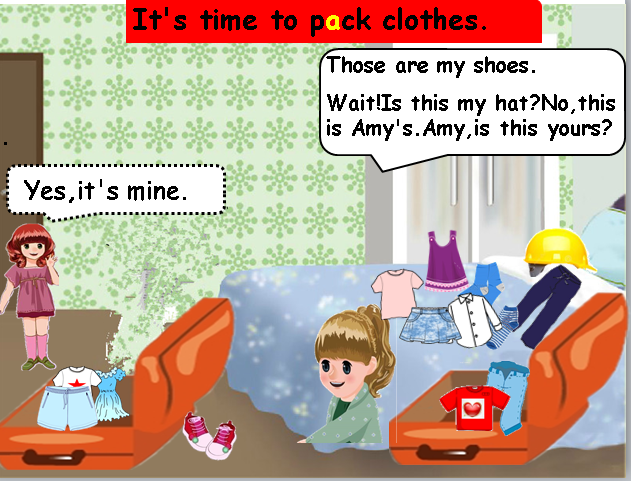 It's time to pack clothes.
Those are my shoes.
Wait!Is this my hat?No,this
is Amy's.Amy,is this yours?
.
Yes,it's mine.